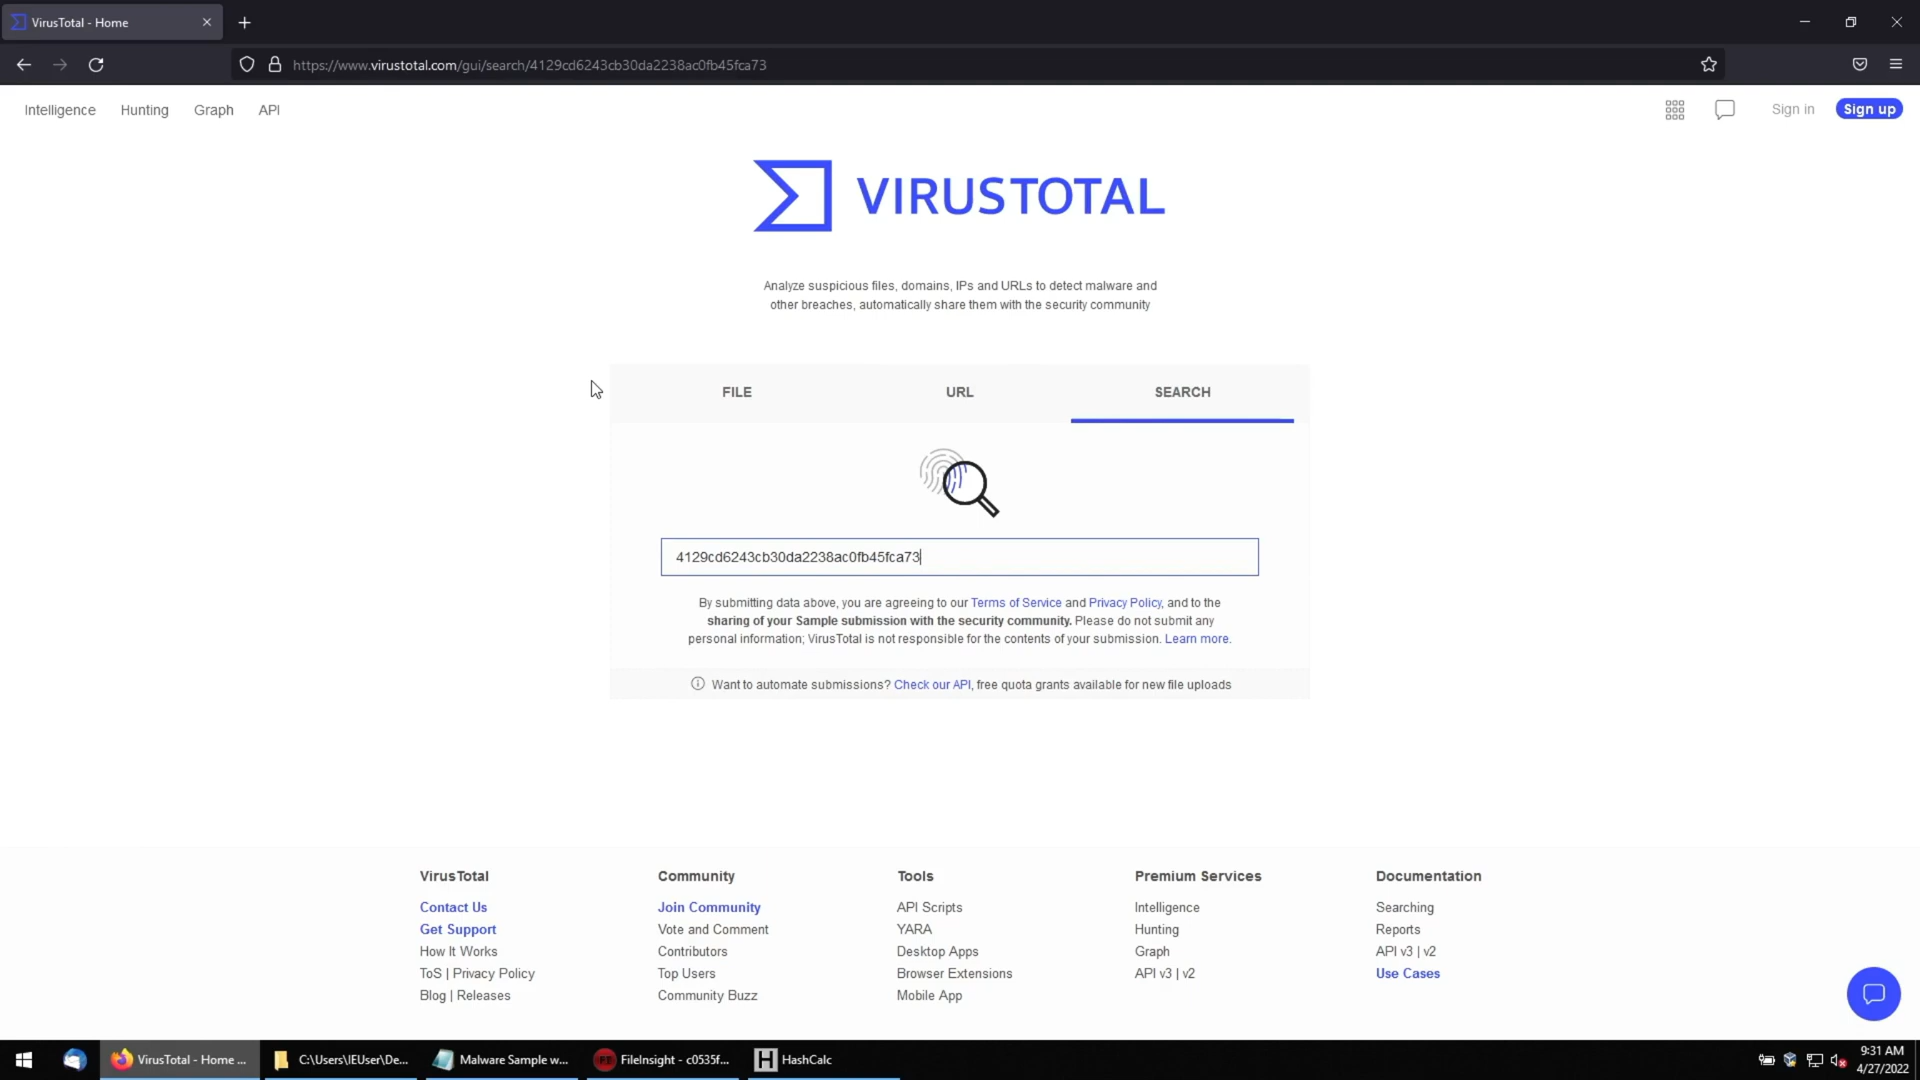 VirusTotal - Home
https://www.virustotal.com/gui/search/4129cd6243cb30da2238ac0fb45fca73
Intelligence Hunting Graph API
Sign in Sign up
VIRUSTOTAL
Analyze suspicious files, domains, IPs and URLs to detect malware and
other breaches, automatically share them with the security community
FILE URL SEARCH
4129cd6243cb30da2238ac0fb45fca73
By submitting data above, you are agreeing to our Terms of Service and Privacy Policy, and to the
sharing of your Sample submission with the security community. Please do not submit any
personal information; VirusTotal is not responsible for the contents of your submission. Learn more.
Want to automate submissions? Check our API, free quota grants available for new file uploads
VirusTotal
Contact Us
Get Support
How It Works
ToS | Privacy Policy
Blog | Releases
Community
Join Community
Vote and Comment
Contributors
Top Users
Community Buzz
Tools
API Scripts
YARA
Desktop Apps
Browser Extensions
Mobile App
Premium Services
Intelligence
Hunting
Graph
API v3 | v2
Documentation
Searching
Reports
API v3 | v2
Use Cases
VirusTotal - Home ...
C:\Users\IEUser\De...
Malware Sample w...
FileInsight - c0535f...
H HashCalc
9:31 AM
4/27/2022